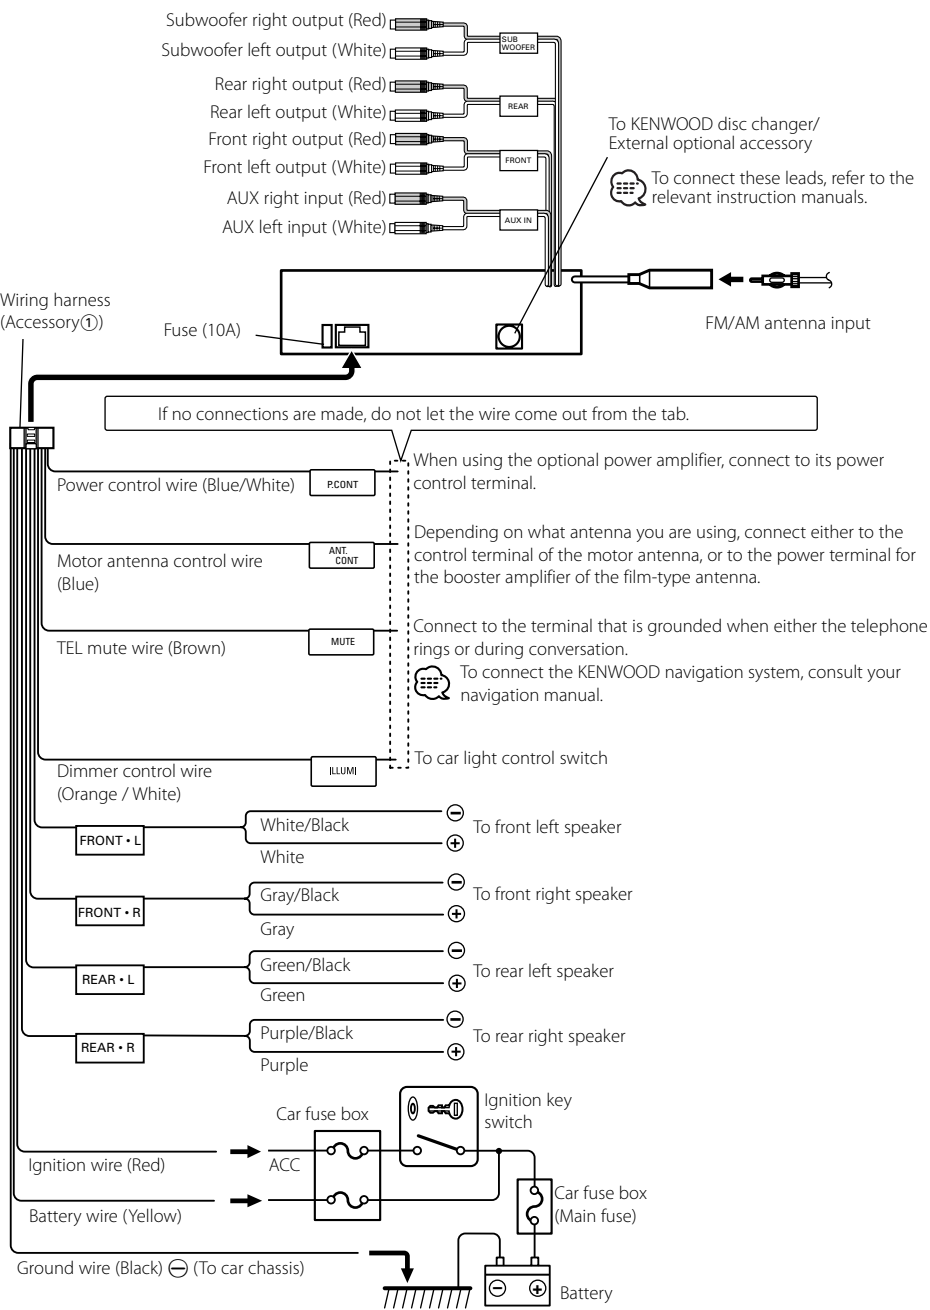 Subwoofer right output (Red)
Subwoofer left output (White)
SUB
WOOFER
Rear right output (Red)
Rear left output (White)
REAR
Front right output (Red)
Front left output (White)
FRONT
AUX right input (Red)
AUX left input (White)
AUX IN
To KENWOOD disc changer/
External optional accessory
To connect these leads, refer to the
relevant instruction manuals.
Wiring harness
(Accessory①)
Fuse (10A)
FM/AM antenna input
If no connections are made, do not let the wire come out from the tab.
Power control wire (Blue/White)
P.CONT
When using the optional power amplifier, connect to its power
control terminal.
Motor antenna control wire
(Blue)
ANT.
CONT
Depending on what antenna you are using, connect either to the
control terminal of the motor antenna, or to the power terminal for
the booster amplifier of the film-type antenna.
TEL mute wire (Brown)
MUTE
Connect to the terminal that is grounded when either the telephone
rings or during conversation.
To connect the KENWOOD navigation system, consult your
navigation manual.
Dimmer control wire
(Orange / White)
ILLUMI
To car light control switch
FRONT • L
White/Black
White
⊖
⊕
To front left speaker
FRONT • R
Gray/Black
Gray
⊖
⊕
To front right speaker
REAR • L
Green/Black
Green
⊖
⊕
To rear left speaker
REAR • R
Purple/Black
Purple
⊖
⊕
To rear right speaker
Ignition key
switch
Car fuse box
Ignition wire (Red)
ACC
Battery wire (Yellow)
Car fuse box
(Main fuse)
Ground wire (Black) ⊖ (To car chassis)
⊖ ⊕
Battery